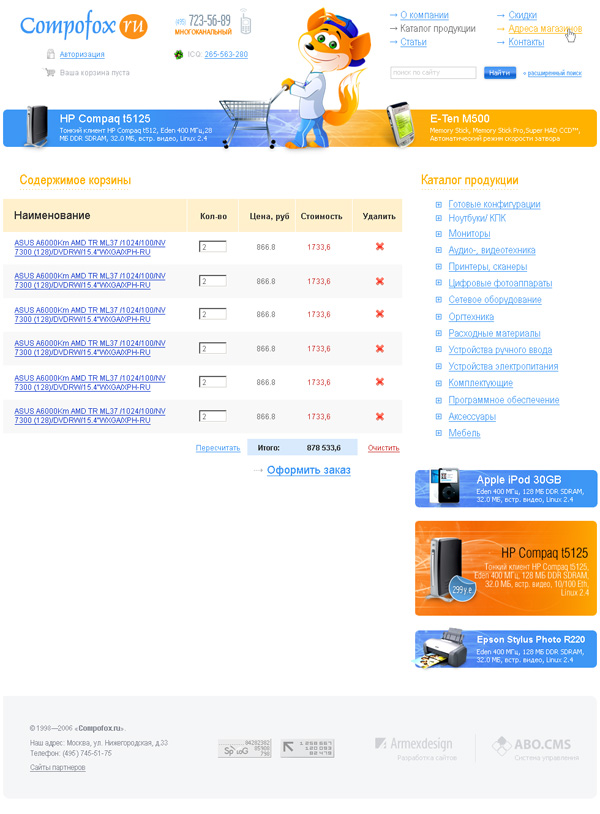 Compofox ru
(495) 723-56-89
МНОГОКАНАЛЬНЫЙ
Авторизация
ICQ: 265-563-280
Ваша корзина пуста
О компании
Каталог продукции
Статьи
Скидки
Адреса магазинов
Контакты
поиск по сайту
Найти
расширенный поиск
HP Compaq t5125
Тонкий клиент HP Compaq t512, Eden 400 МГц,28
МБ DDR SDRAM, 32.0 МБ, встр. видео, Linux 2.4
E-Ten M500
Memory Stick, Memory Stick Pro,Super HAD CCD™,
Автоматический режим скорости затвора
Содержимое корзины
Наименование Кол-во Цена, руб Стоимость Удалить
ASUS A6000Km AMD TR ML37 /1024/100/NV
7300 (128)/DVDRW/15.4"WXGA/XPH-RU
2 866.8 1733,6
ASUS A6000Km AMD TR ML37 /1024/100/NV
7300 (128)/DVDRW/15.4"WXGA/XPH-RU
2 866.8 1733,6
ASUS A6000Km AMD TR ML37 /1024/100/NV
7300 (128)/DVDRW/15.4"WXGA/XPH-RU
2 866.8 1733,6
ASUS A6000Km AMD TR ML37 /1024/100/NV
7300 (128)/DVDRW/15.4"WXGA/XPH-RU
2 866.8 1733,6
ASUS A6000Km AMD TR ML37 /1024/100/NV
7300 (128)/DVDRW/15.4"WXGA/XPH-RU
2 866.8 1733,6
ASUS A6000Km AMD TR ML37 /1024/100/NV
7300 (128)/DVDRW/15.4"WXGA/XPH-RU
2 866.8 1733,6
Пересчитать Итого: 878 533,6 Очистить
Оформить заказ
Каталог продукции
Готовые конфигурации
Ноутбуки/ КПК
Мониторы
Аудио-, видеотехника
Принтеры, сканеры
Цифровые фотоаппараты
Сетевое оборудование
Оргтехника
Расходные материалы
Устройства ручного ввода
Устройства электропитания
Комплектующие
Программное обеспечение
Аксессуары
Мебель
Apple iPod 30GB
Eden 400 МГц, 128 МБ DDR SDRAM,
32.0 МБ, встр. видео, Linux 2.4
HP Compaq t5125
Тонкий клиент HP Compaq t5125,
Eden 400 МГц, 128 МБ DDR SDRAM,
32.0 МБ, встр. видео, 10/100 Eth,
Linux 2.4
299 у.е.
Epson Stylus Photo R220
Eden 400 МГц, 128 МБ DDR SDRAM,
32.0 МБ, встр. видео, Linux 2.4
© 1998—2006 «Compofox.ru».
Наш адрес: Москва, ул. Нижегородская, д.33
Телефон: (495) 745-51-75
Сайты партнеров
Armexdesign
Разработка сайтов
ABO.CMS
Система управления